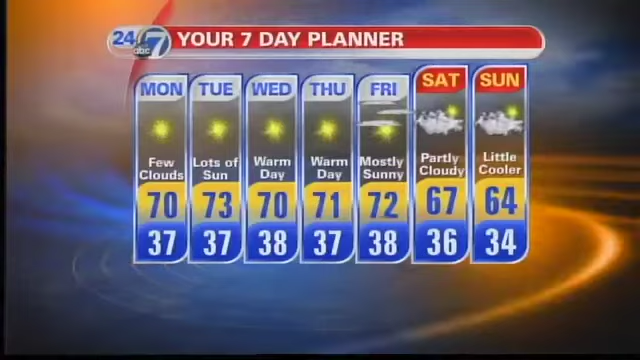 24
abc 7
YOUR 7 DAY PLANNER
MON TUE WED THU FRI SAT SUN
Few Clouds
Lots of Sun
Warm Day
Warm Day
Mostly Sunny
Partly Cloudy
Little Cooler
70 73 70 71 72 67 64
37 37 38 37 38 36 34